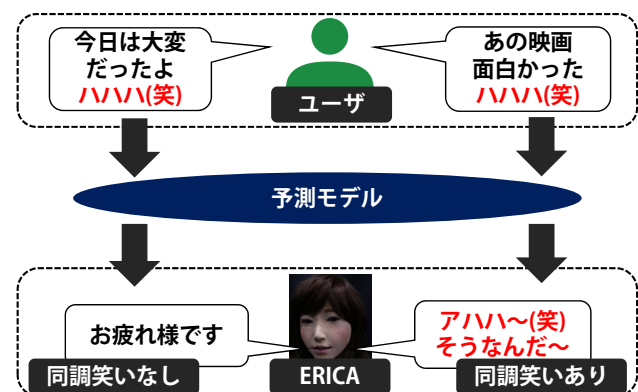 今日は大変
だったよ
ハハハ(笑)
あの映画
面白かった
ハハハ(笑)
ユーザ
予測モデル
お疲れ様です
アハハ～(笑)
そうなんだ～
同調笑いなし
ERICA
同調笑いあり